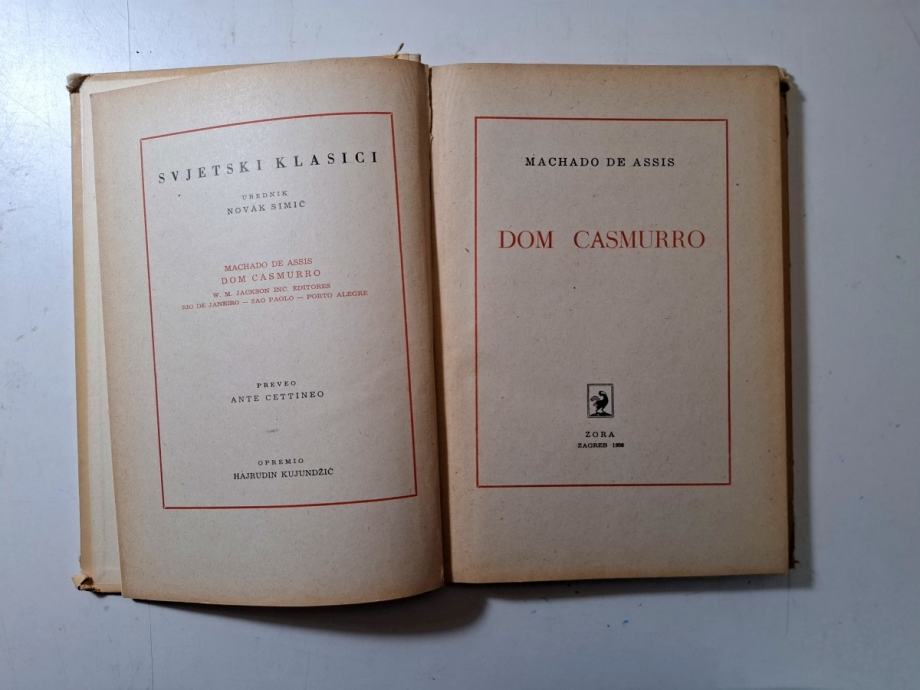 SVJETSKI KLASICI
UREDNIK
NOVAK SIMIĆ
MACHADO DE ASSIS
DOM CASMURRO
W. M. JACKSON INC. EDITORES
RIO DE JANEIRO — SAO PAOLO — PORTO ALEGRE
PREVEO
ANTE CETTINEO
OPREMIO
HAJRUDIN KUJUNDŽIĆ
MACHADO DE ASSIS
DOM CASMURRO
ZORA
ZAGREB